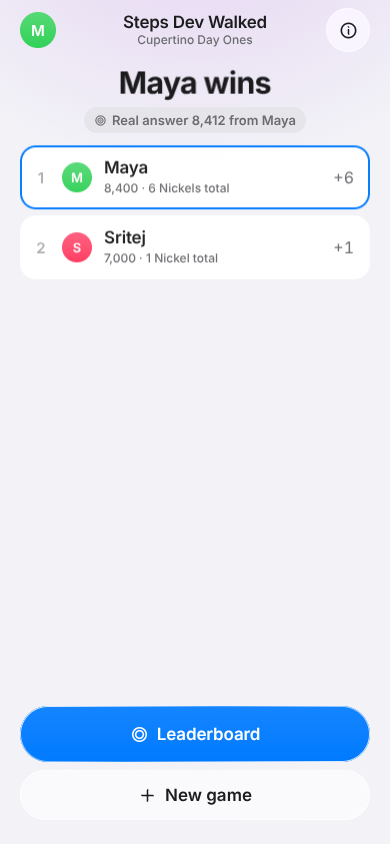 M
Steps Dev Walked
Cupertino Day Ones
Maya wins
Real answer 8,412 from Maya
1
M
Maya
8,400 · 6 Nickels total
+6
2
S
Sritej
7,000 · 1 Nickel total
+1
Leaderboard
New game